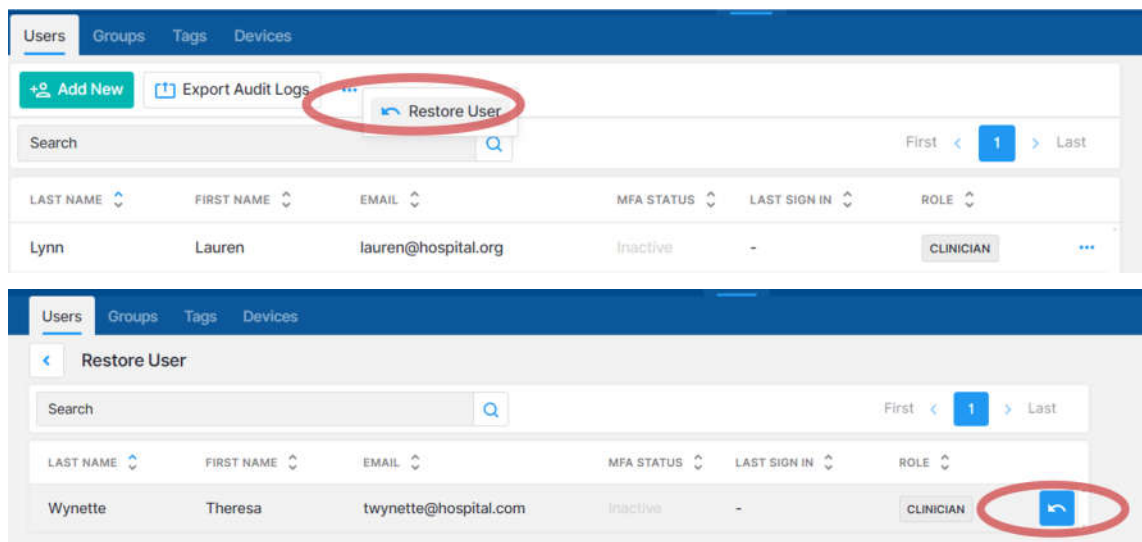 Users Groups Tags Devices
Add New Export Audit Logs ...
Restore User
Search First < 1 > Last
LAST NAME FIRST NAME EMAIL MFA STATUS LAST SIGN IN ROLE
Lynn Lauren lauren@hospital.org Inactive - CLINICIAN ...
Users Groups Tags Devices
< Restore User
Search First < 1 > Last
LAST NAME FIRST NAME EMAIL MFA STATUS LAST SIGN IN ROLE
Wynette Theresa twynette@hospital.com Inactive - CLINICIAN